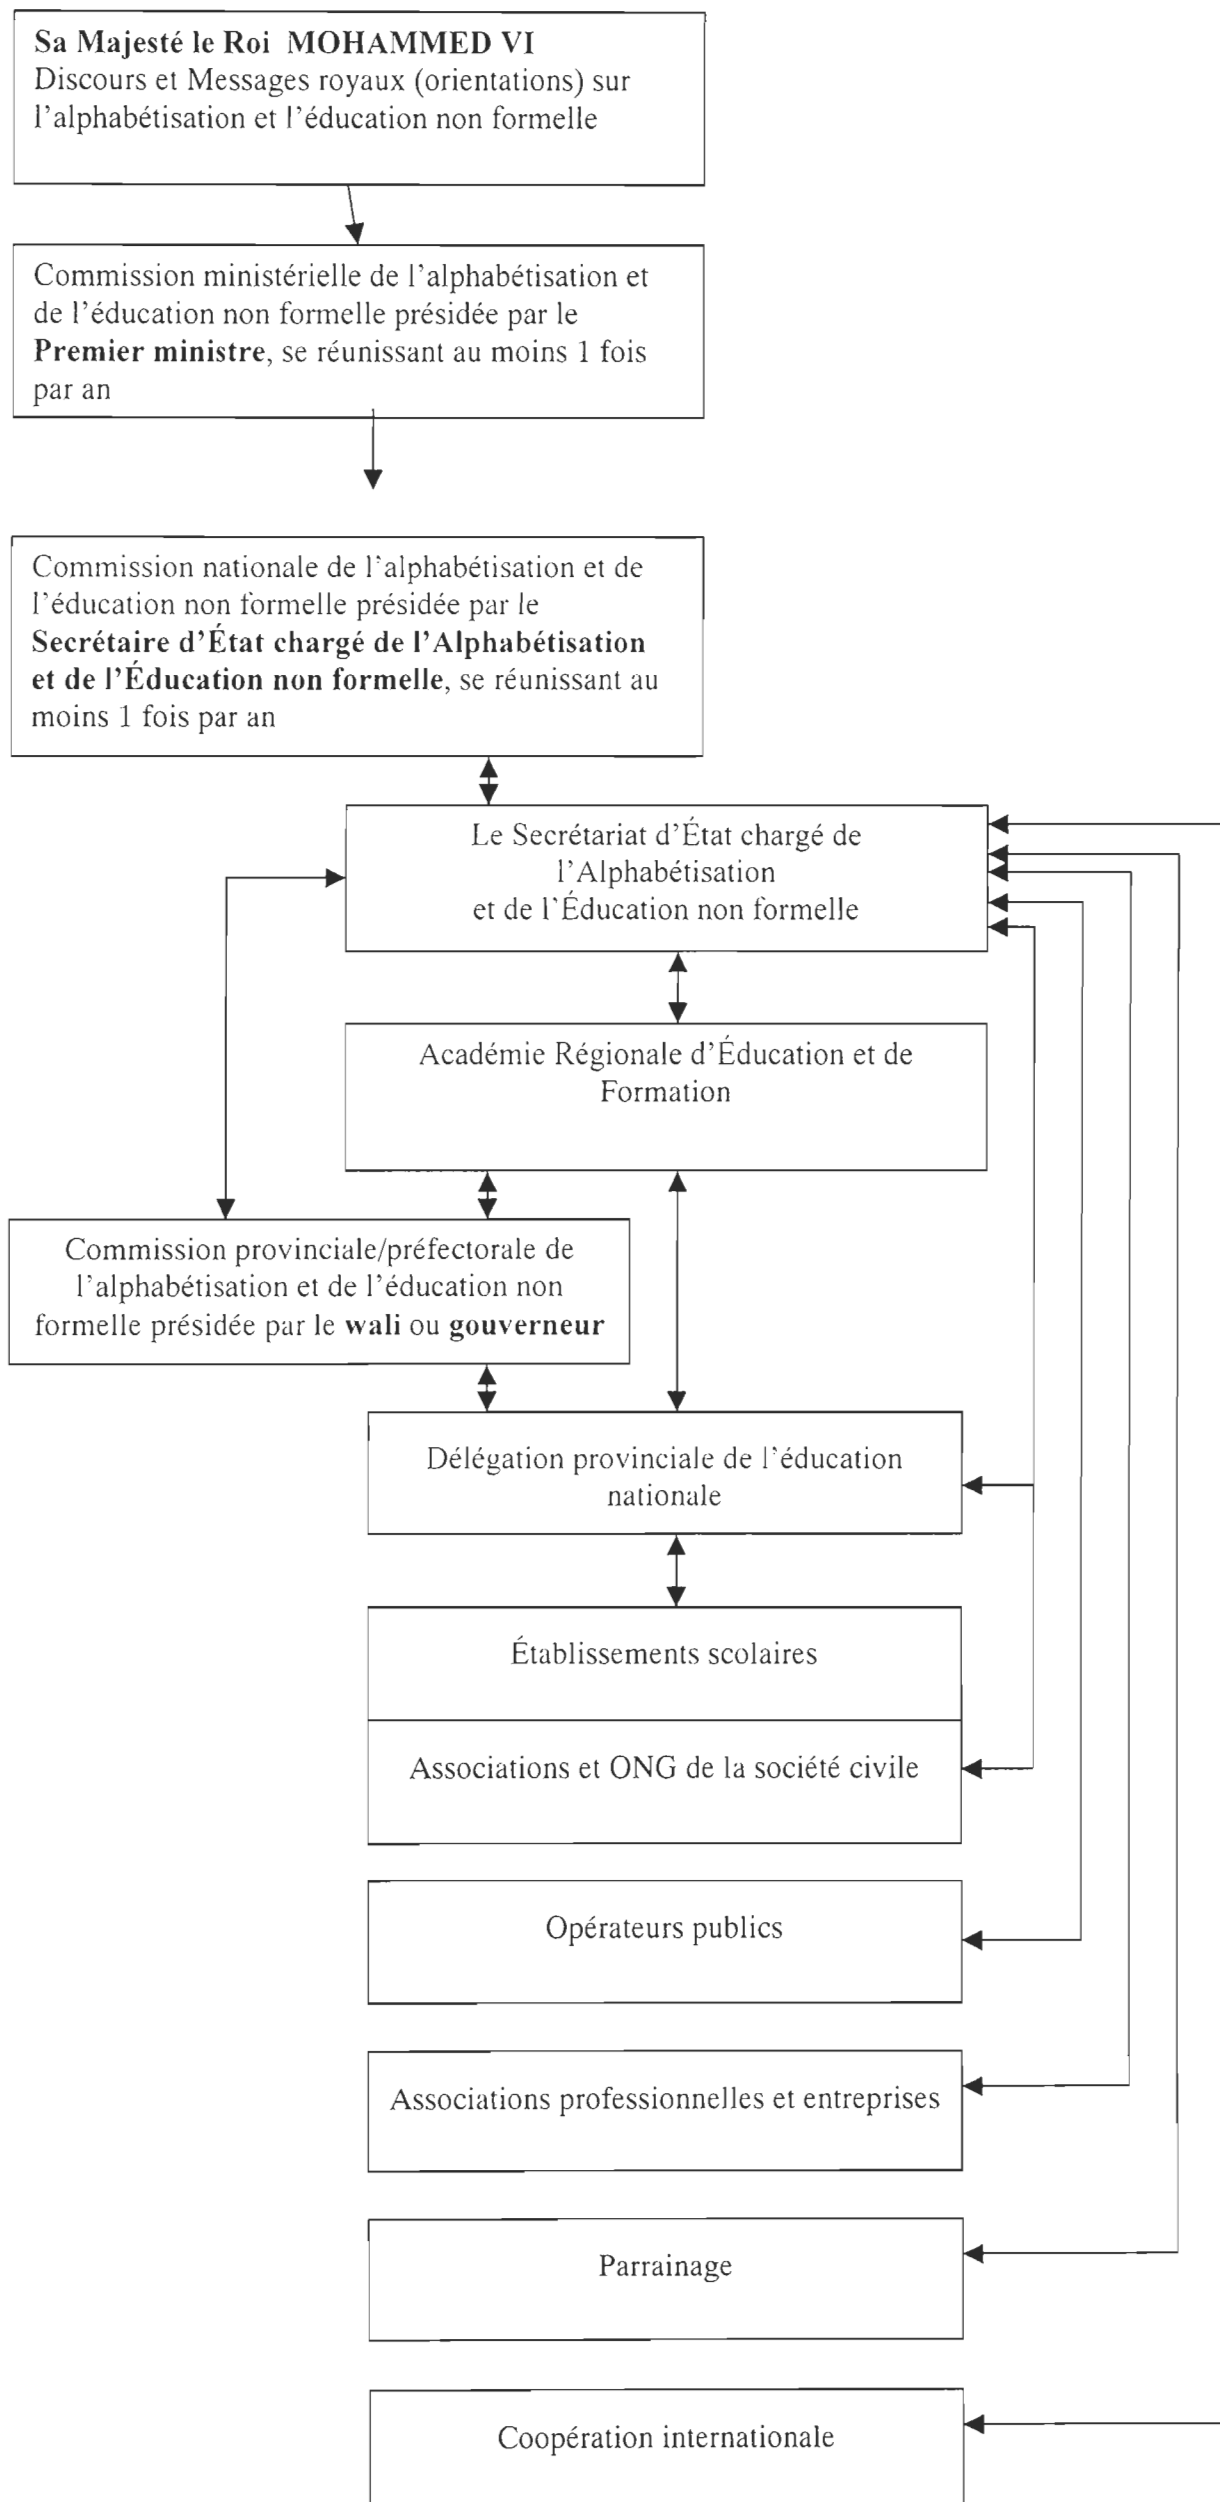 Sa Majesté le Roi MOHAMMED VI
Discours et Messages royaux (orientations) sur
l'alphabétisation et l'éducation non formelle
Commission ministérielle de l'alphabétisation et
de l'éducation non formelle présidée par le
Premier ministre, se réunissant au moins 1 fois
par an
Commission nationale de l'alphabétisation et de
l'éducation non formelle présidée par le
Secrétaire d'État chargé de l'Alphabétisation
et de l'Éducation non formelle, se réunissant au
moins 1 fois par an
Le Secrétariat d'État chargé de
l'Alphabétisation
et de l'Éducation non formelle
Académie Régionale d'Éducation et de
Formation
Commission provinciale/préfectorale de
l'alphabétisation et de l'éducation non
formelle présidée par le wali ou gouverneur
Délégation provinciale de l'éducation
nationale
Établissements scolaires
Associations et ONG de la société civile
Opérateurs publics
Associations professionnelles et entreprises
Parrainage
Coopération internationale